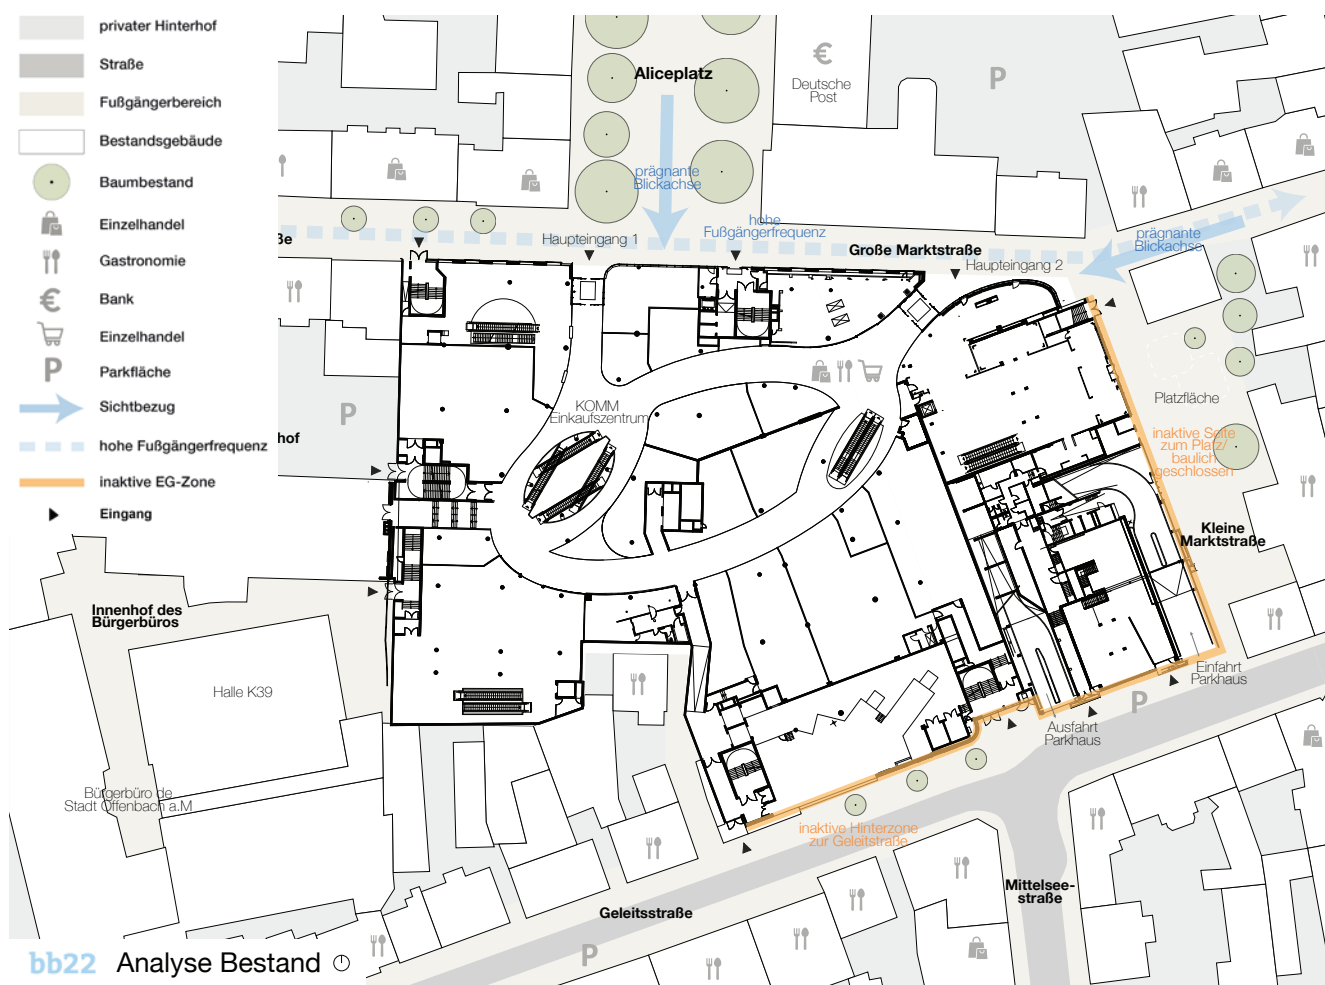 privater Hinterhof
Straße
Fußgängerbereich
Bestandsgebäude
Baumbestand
Einzelhandel
Gastronomie
Bank
Einzelhandel
Parkfläche
Sichtbezug
hohe Fußgängerfrequenz
inaktive EG-Zone
Eingang
Aliceplatz
€
Deutsche
Post
P
prägnante
Blickachse
hohe
Fußgängerfrequenz
ße
Haupteingang 1
Große Marktstraße
Haupteingang 2
prägnante
Blickachse
P
hof
KOMM
Einkaufszentrum
Platzfläche
inaktive Seite
zum Platz/
baulich
geschlossen
Kleine
Marktstraße
Innenhof des
Bürgerbüros
Halle K39
Einfahrt
Parkhaus
P
Ausfahrt
Parkhaus
Bürgerbüro de
Stadt Offenbach a.M
inaktive Hinterzone
zur Geleitstraße
Mittelsee-
straße
Geleitsstraße
P
bb22 Analyse Bestand